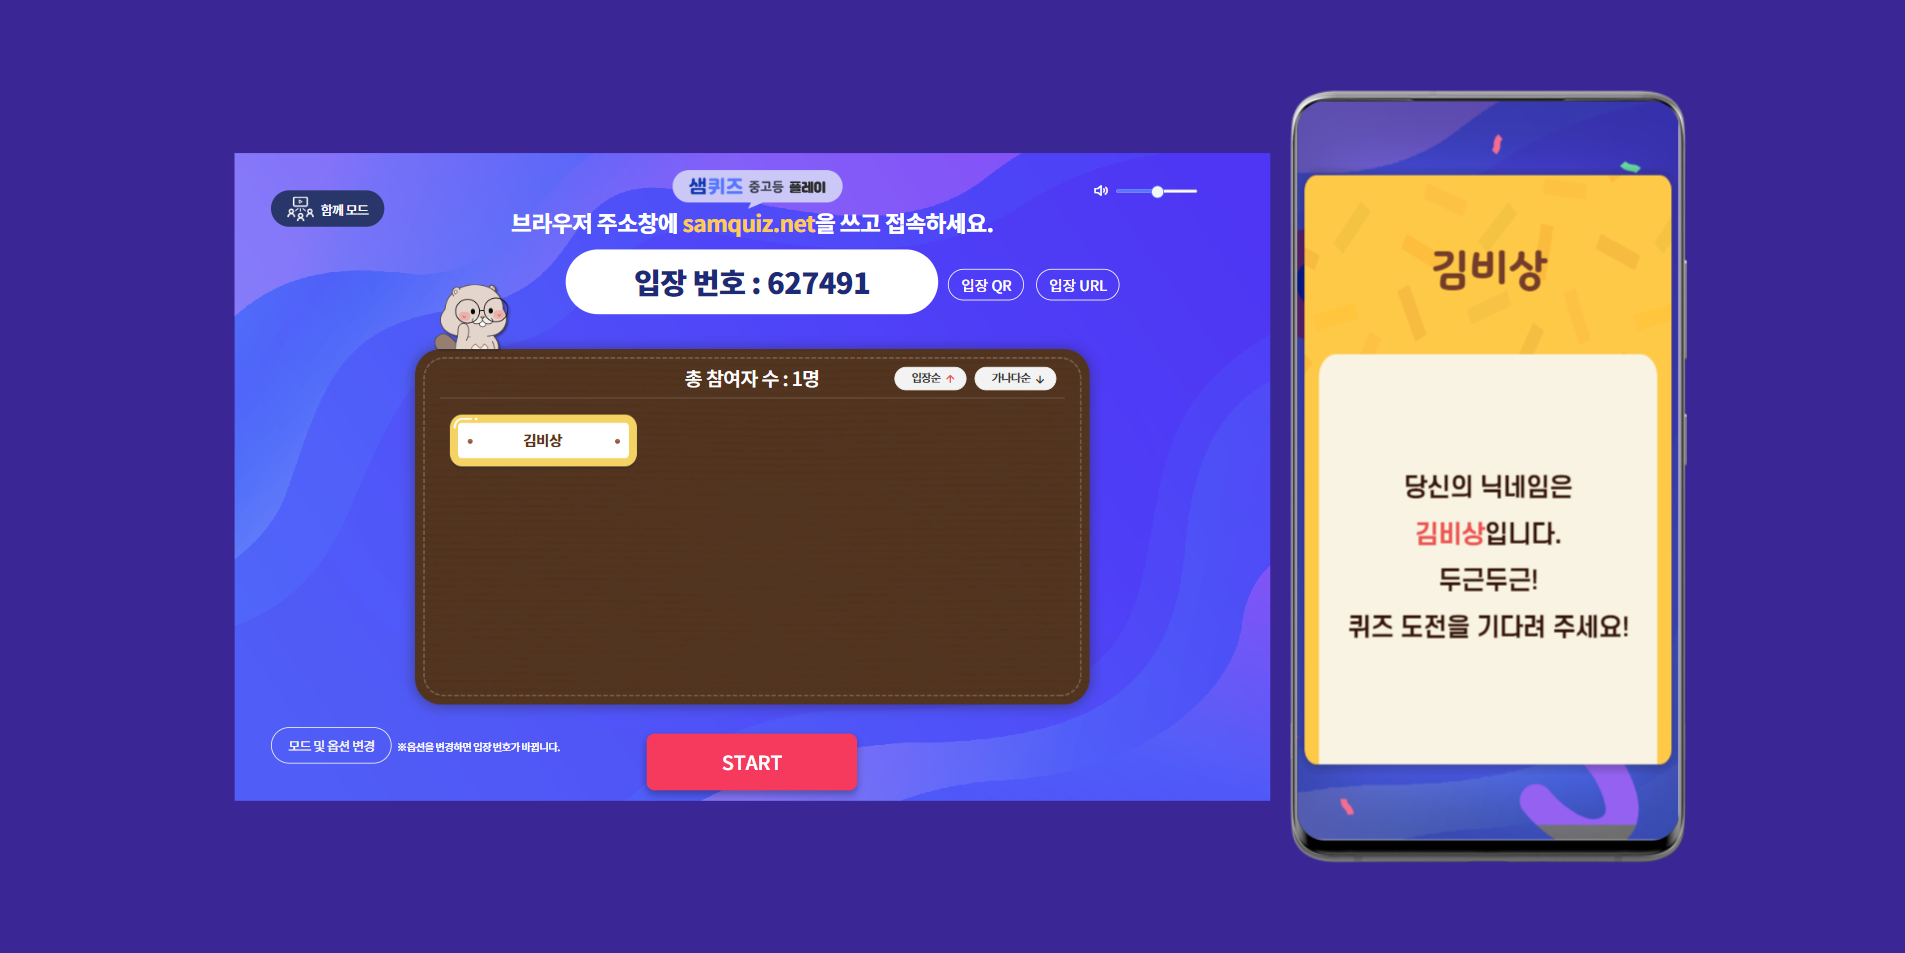 함께 모드
샘퀴즈 중고등 플레이
브라우저 주소창에 samquiz.net을 쓰고 접속하세요.
입장 번호 : 627491
입장 QR
입장 URL
총 참여자 수 : 1명
입장순 ↑
가나다순 ↓
김비상
모드 및 옵션 변경
※옵션을 변경하면 입장 번호가 바뀝니다.
START
김비상
당신의 닉네임은
김비상입니다.
두근두근!
퀴즈 도전을 기다려 주세요!